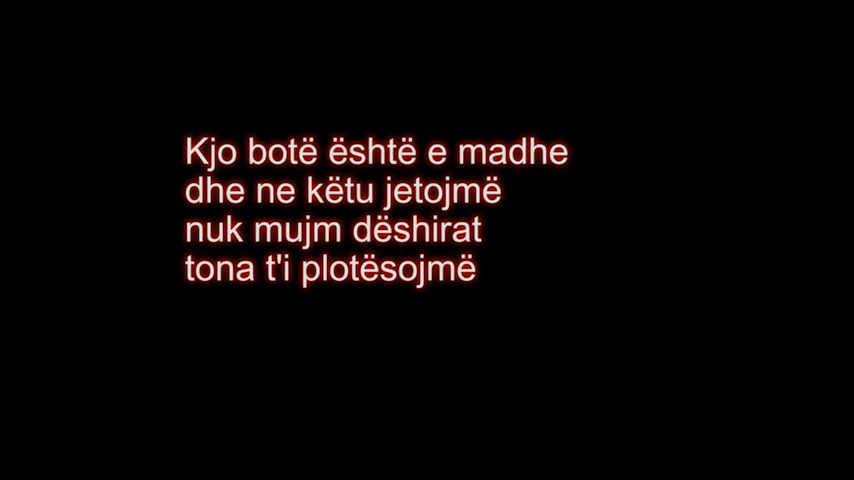 Kjo botë është e madhe
dhe ne këtu jetojmë
nuk mujm dëshirat
tona t'i plotësojmë